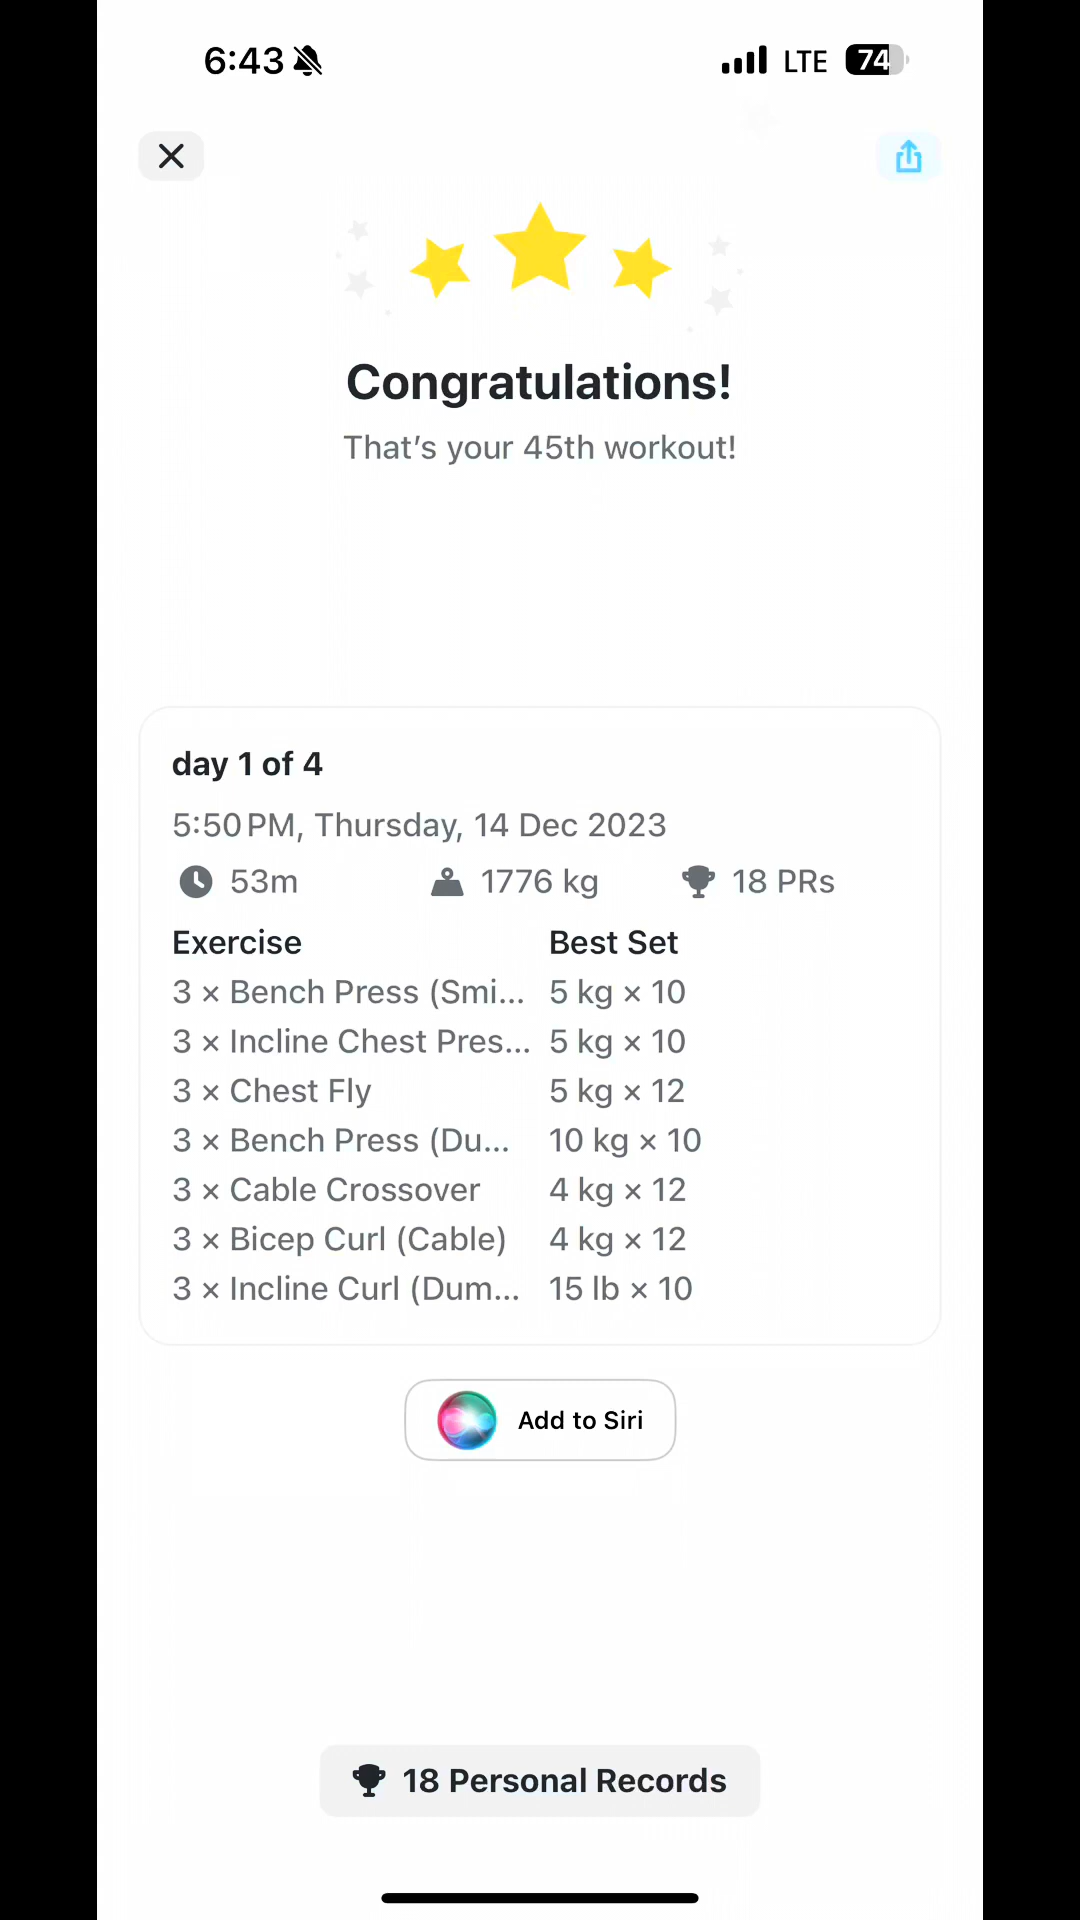 6:43 LTE 74
Congratulations!
That's your 45th workout!
day 1 of 4
5:50 PM, Thursday, 14 Dec 2023
53m 1776 kg 18 PRs
Exercise Best Set
3 × Bench Press (Smi... 5 kg × 10
3 × Incline Chest Pres... 5 kg × 10
3 × Chest Fly 5 kg × 12
3 × Bench Press (Du... 10 kg × 10
3 × Cable Crossover 4 kg × 12
3 × Bicep Curl (Cable) 4 kg × 12
3 × Incline Curl (Dum... 15 lb × 10
Add to Siri
18 Personal Records